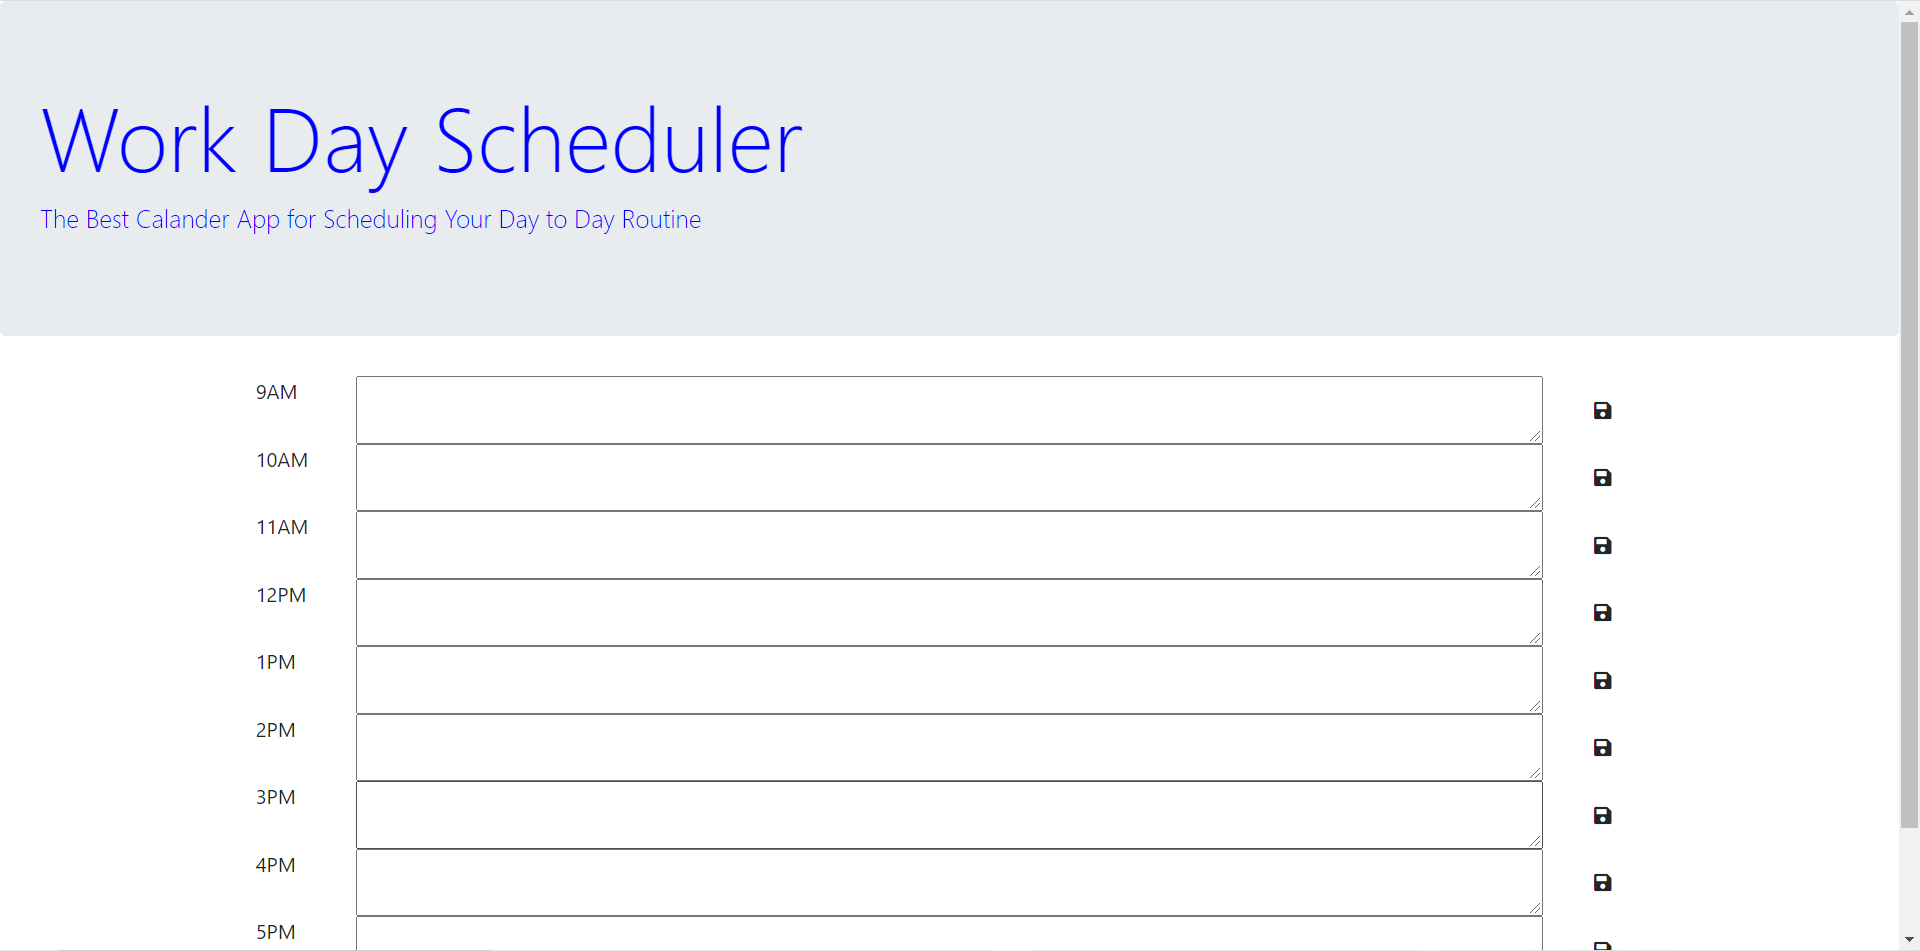 Work Day Scheduler
The Best Calander App for Scheduling Your Day to Day Routine
9AM
10AM
11AM
12PM
1PM
2PM
3PM
4PM
5PM